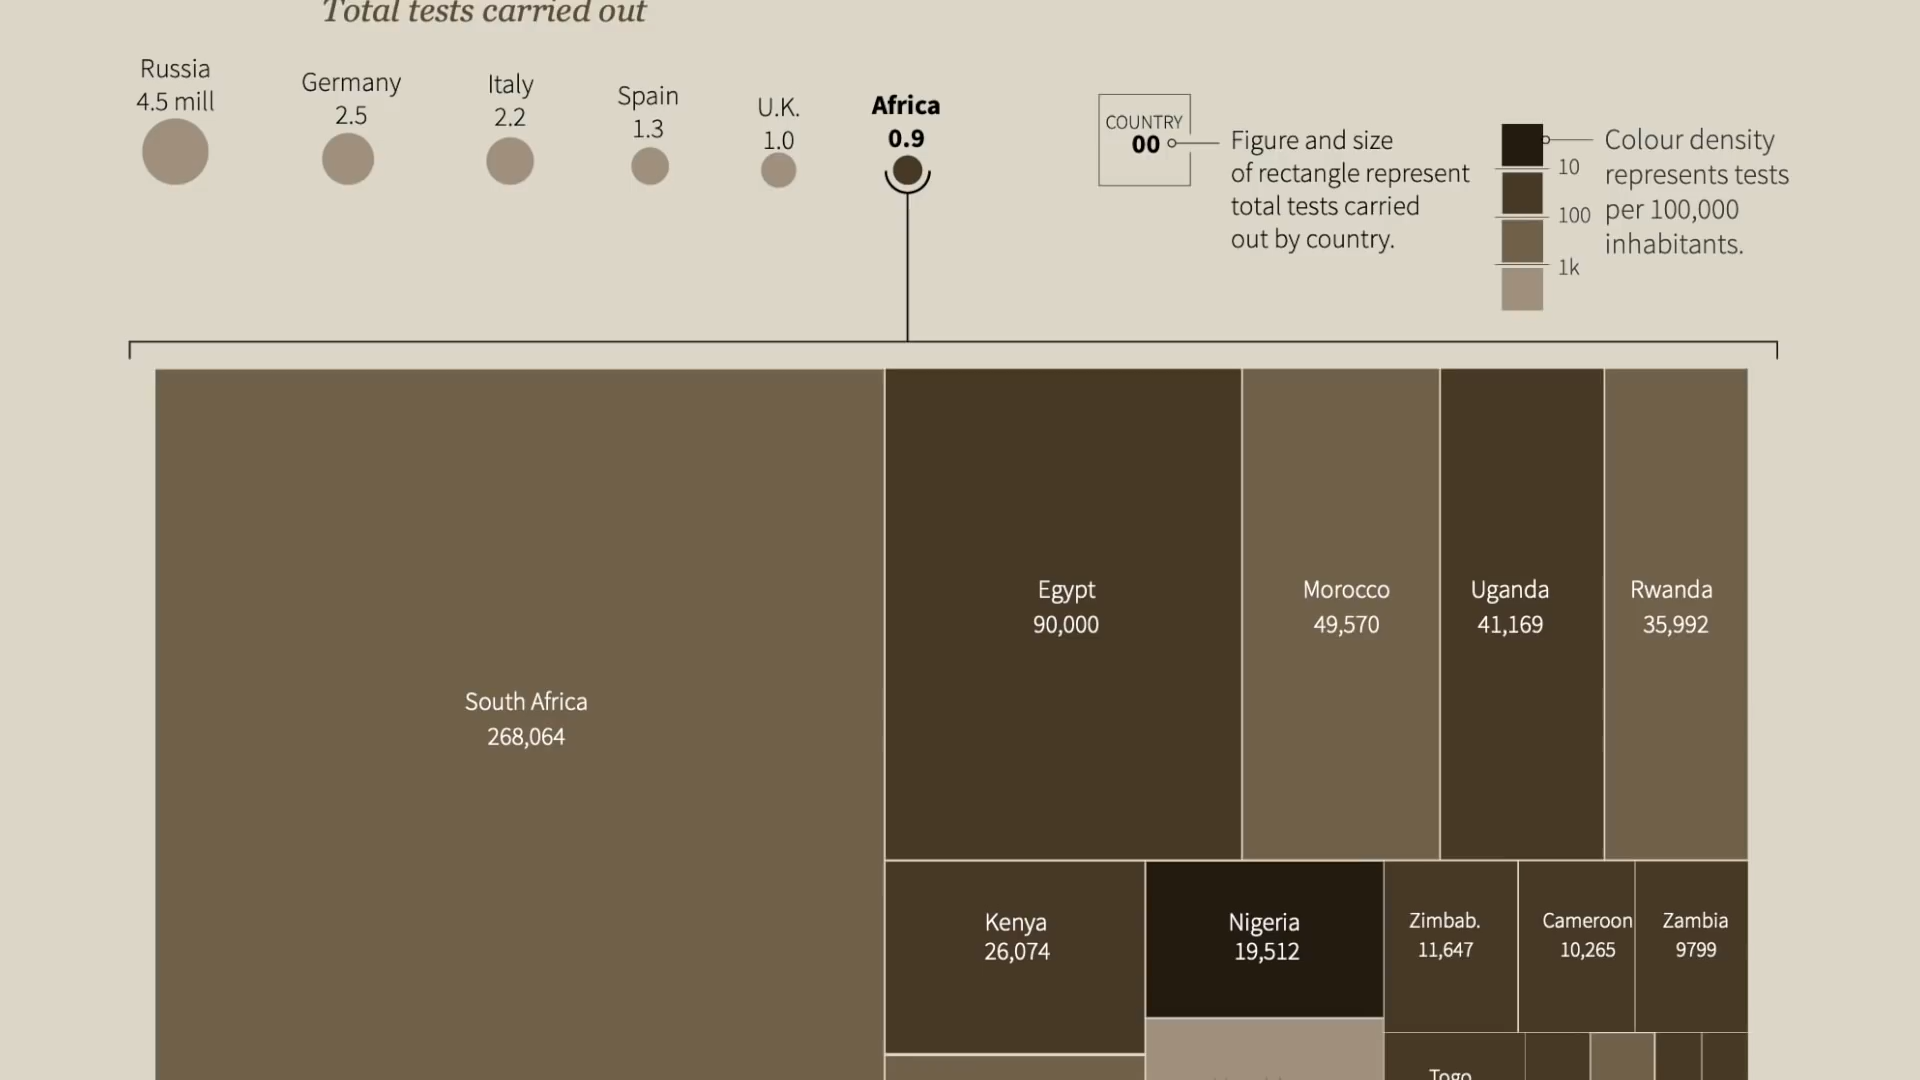 Total tests carried out
Russia
4.5 mill
Germany
2.5
Italy
2.2
Spain
1.3
U.K.
1.0
Africa
0.9
COUNTRY
00
Figure and size
of rectangle represent
total tests carried
out by country.
10
100
1k
Colour density
represents tests
per 100,000
inhabitants.
South Africa
268,064
Egypt
90,000
Morocco
49,570
Uganda
41,169
Rwanda
35,992
Kenya
26,074
Nigeria
19,512
Zimbab.
11,647
Cameroon
10,265
Zambia
9799
Togo